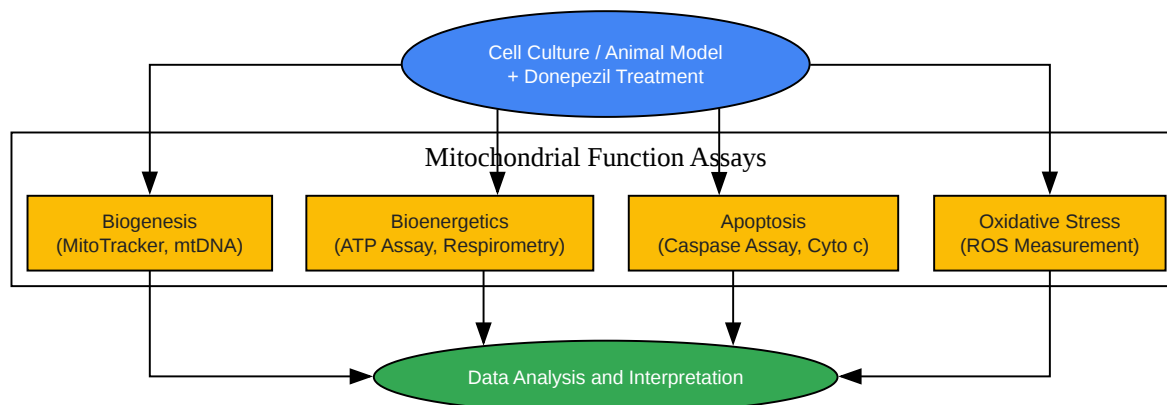 Cell Culture / Animal Model
+ Donepezil Treatment
Mitochondrial Function Assays
Biogenesis
(MitoTracker, mtDNA)
Bioenergetics
(ATP Assay, Respirometry)
Apoptosis
(Caspase Assay, Cyto c)
Oxidative Stress
(ROS Measurement)
Data Analysis and Interpretation